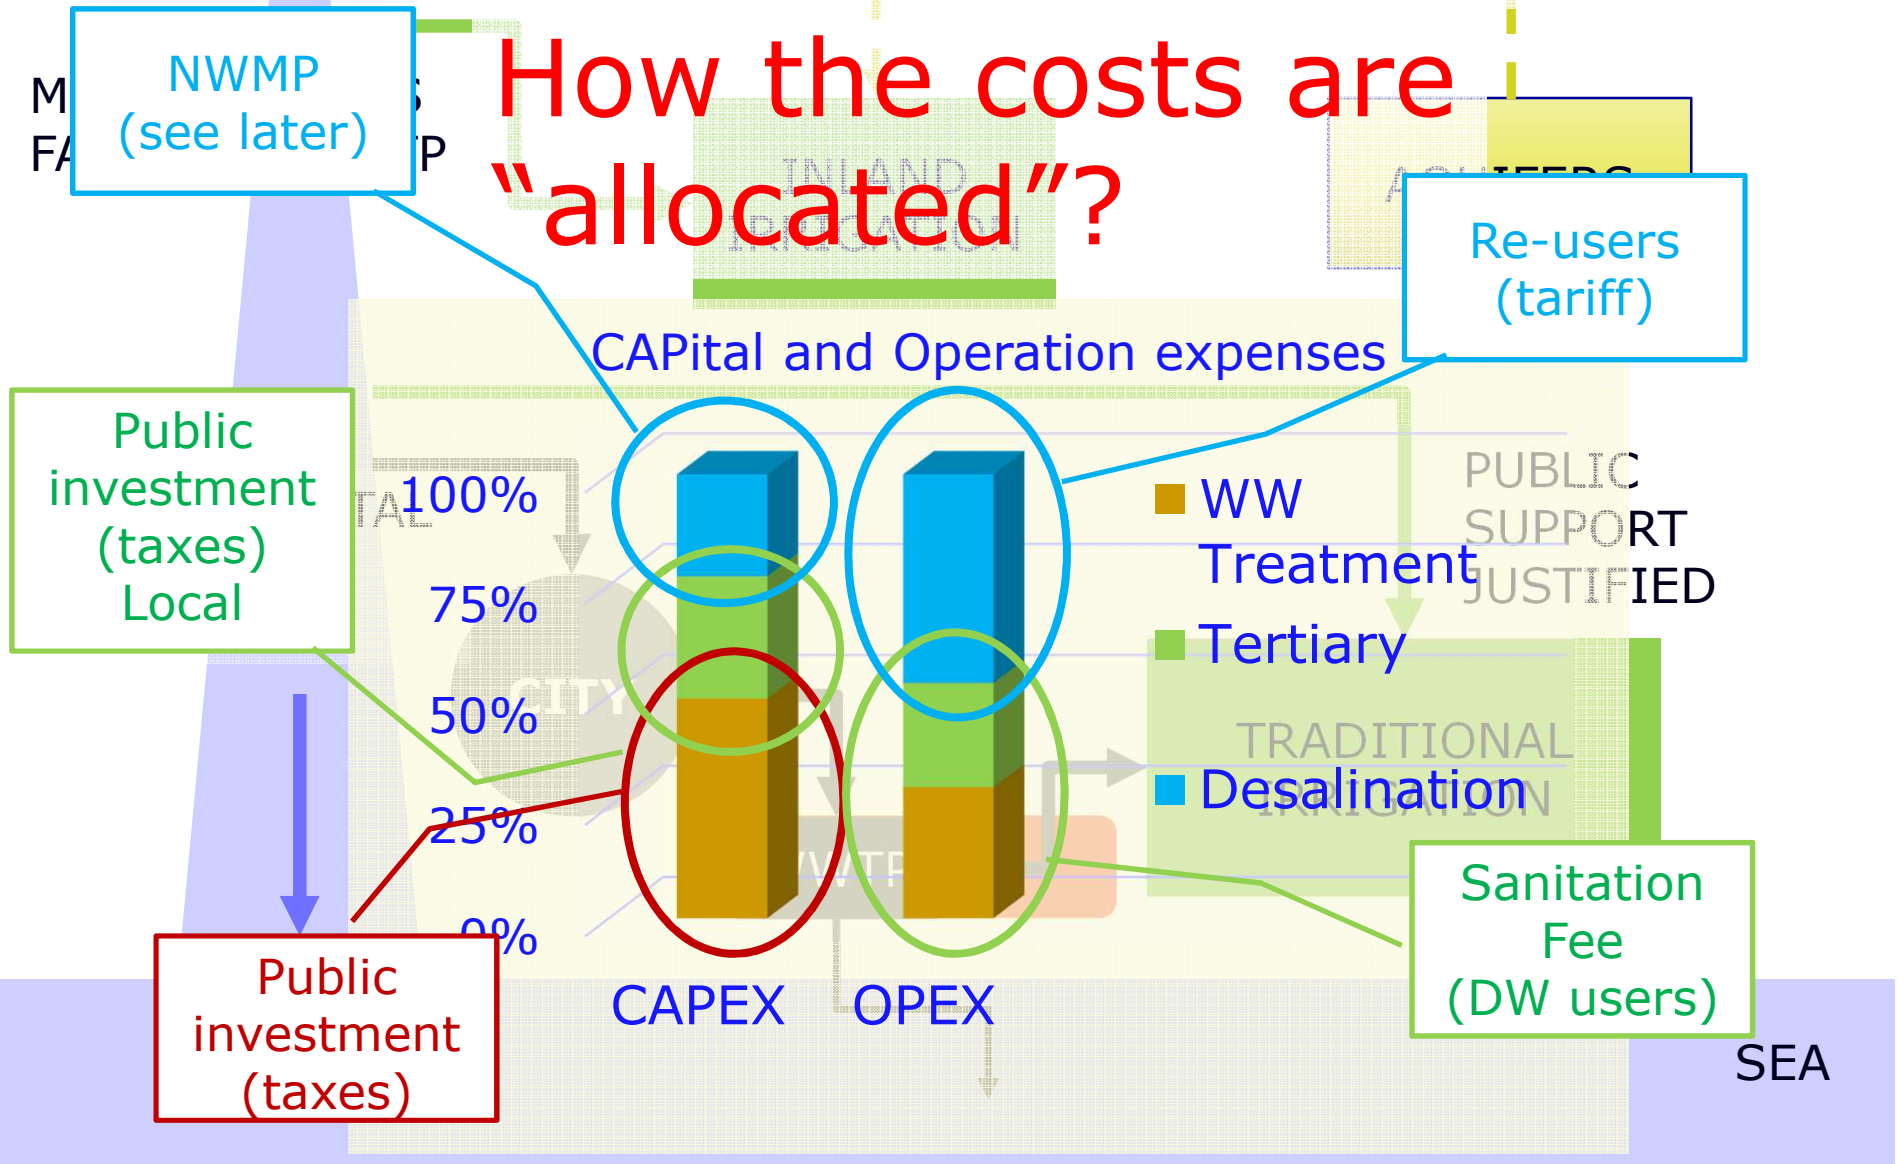 How the costs are
“allocated”?
NWMP
(see later)
INLAND
IRRIGATION
Re-users
(tariff)
CAPital and Operation expenses
Public
investment
(taxes)
Local
100%
75%
50%
25%
0%
CITY
WW
Treatment
Tertiary
Desalination
PUBLIC
SUPPORT
JUSTIFIED
TRADITIONAL
IRRIGATION
WWTP
Public
investment
(taxes)
CAPEX
OPEX
Sanitation
Fee
(DW users)
SEA